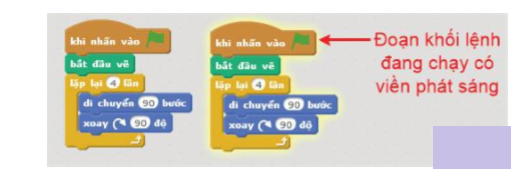 khi nhấn vào
bắt đầu vẽ
lặp lại 4 lần
di chuyển 90 bước
xoay 90 độ
khi nhấn vào
bắt đầu vẽ
lặp lại 4 lần
di chuyển 90 bước
xoay 90 độ
Đoạn khối lệnh
đang chạy có
viền phát sáng